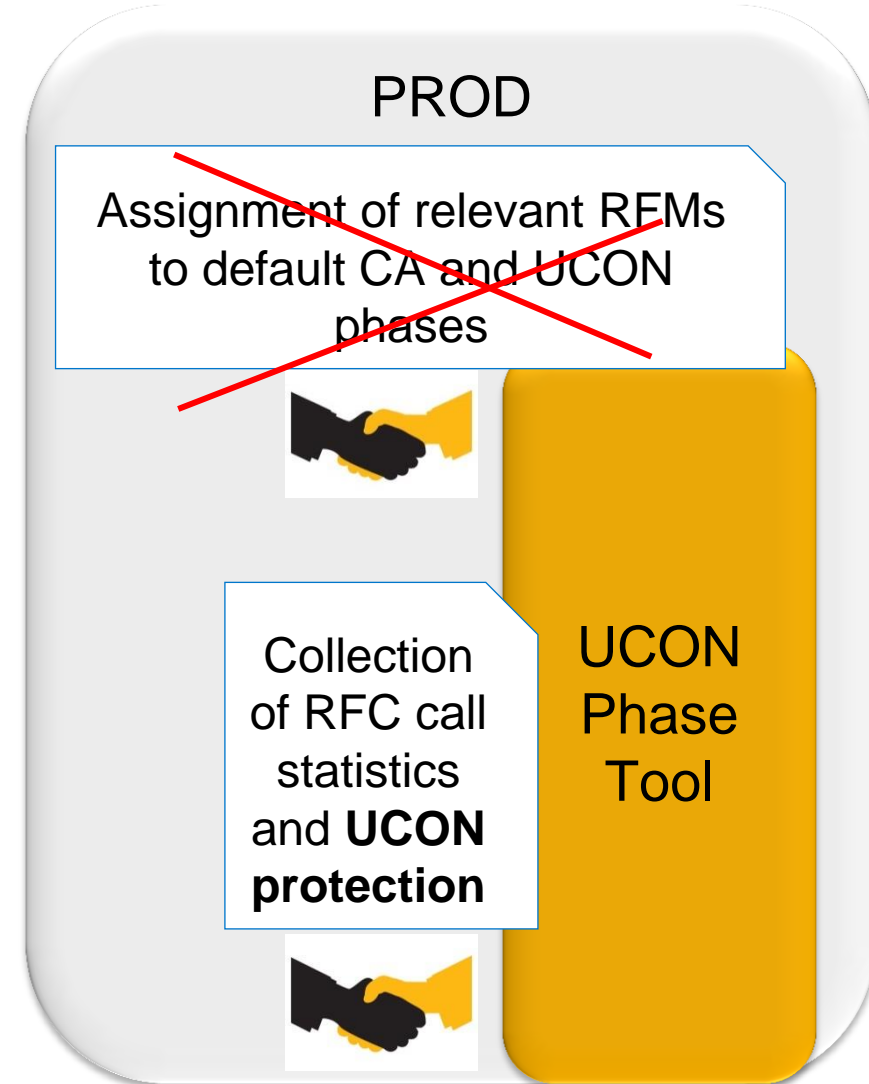 PROD
Assignment of relevant RFMs
to default CA and UCON
phases
Collection
of RFC call
statistics
and UCON
protection
UCON
Phase
Tool